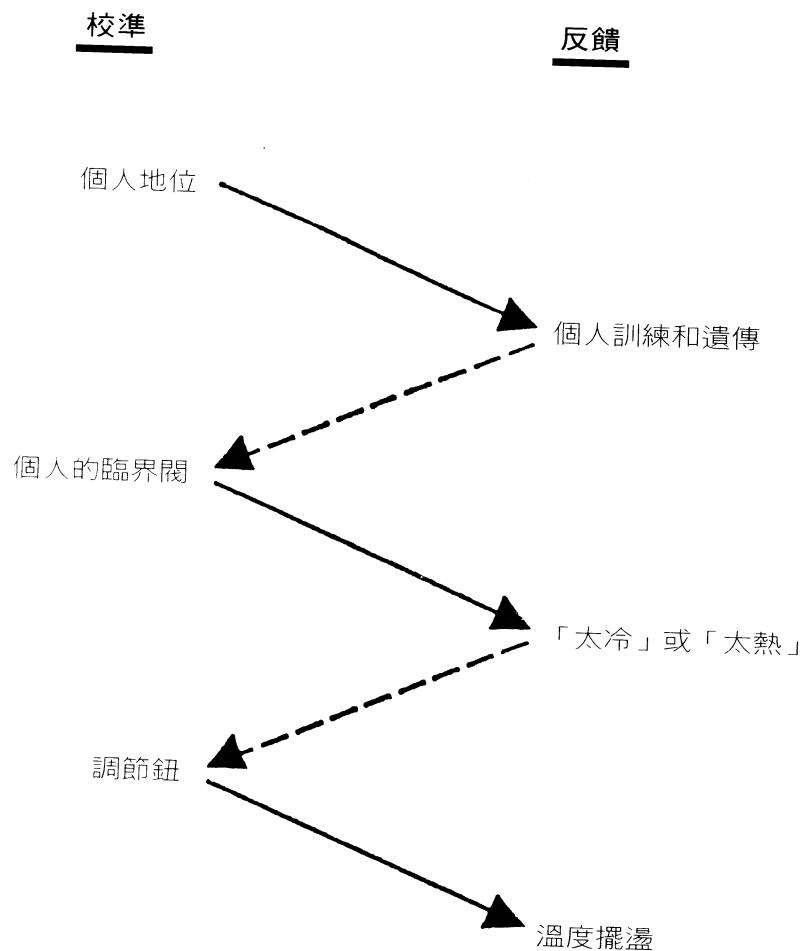 校準
反饋
個人地位
個人訓練和遺傳
個人的臨界閥
「太冷」或「太熱」
調節鈕
溫度擺盪